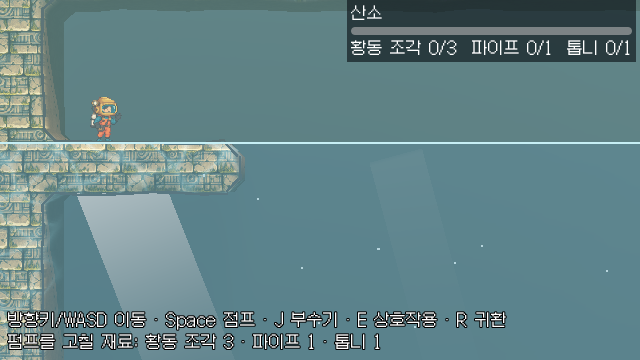 산소
황동 조각 0/3 파이프 0/1 톱니 0/1
방향키/WASD 이동 · Space 점프 · J 부수기 · E 상호작용 · R 귀환
펌프를 고칠 재료: 황동 조각 3 · 파이프 1 · 톱니 1